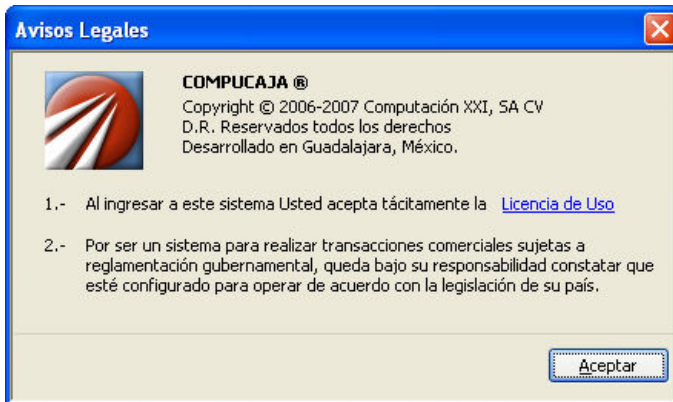 Avisos Legales
COMPUCAJA ®
Copyright © 2006-2007 Computación XXI, SA CV
D.R. Reservados todos los derechos
Desarrollado en Guadalajara, México.
1.- Al ingresar a este sistema Usted acepta tácitamente la Licencia de Uso
2.- Por ser un sistema para realizar transacciones comerciales sujetas a
reglamentación gubernamental, queda bajo su responsabilidad constatar que
esté configurado para operar de acuerdo con la legislación de su país.
Aceptar